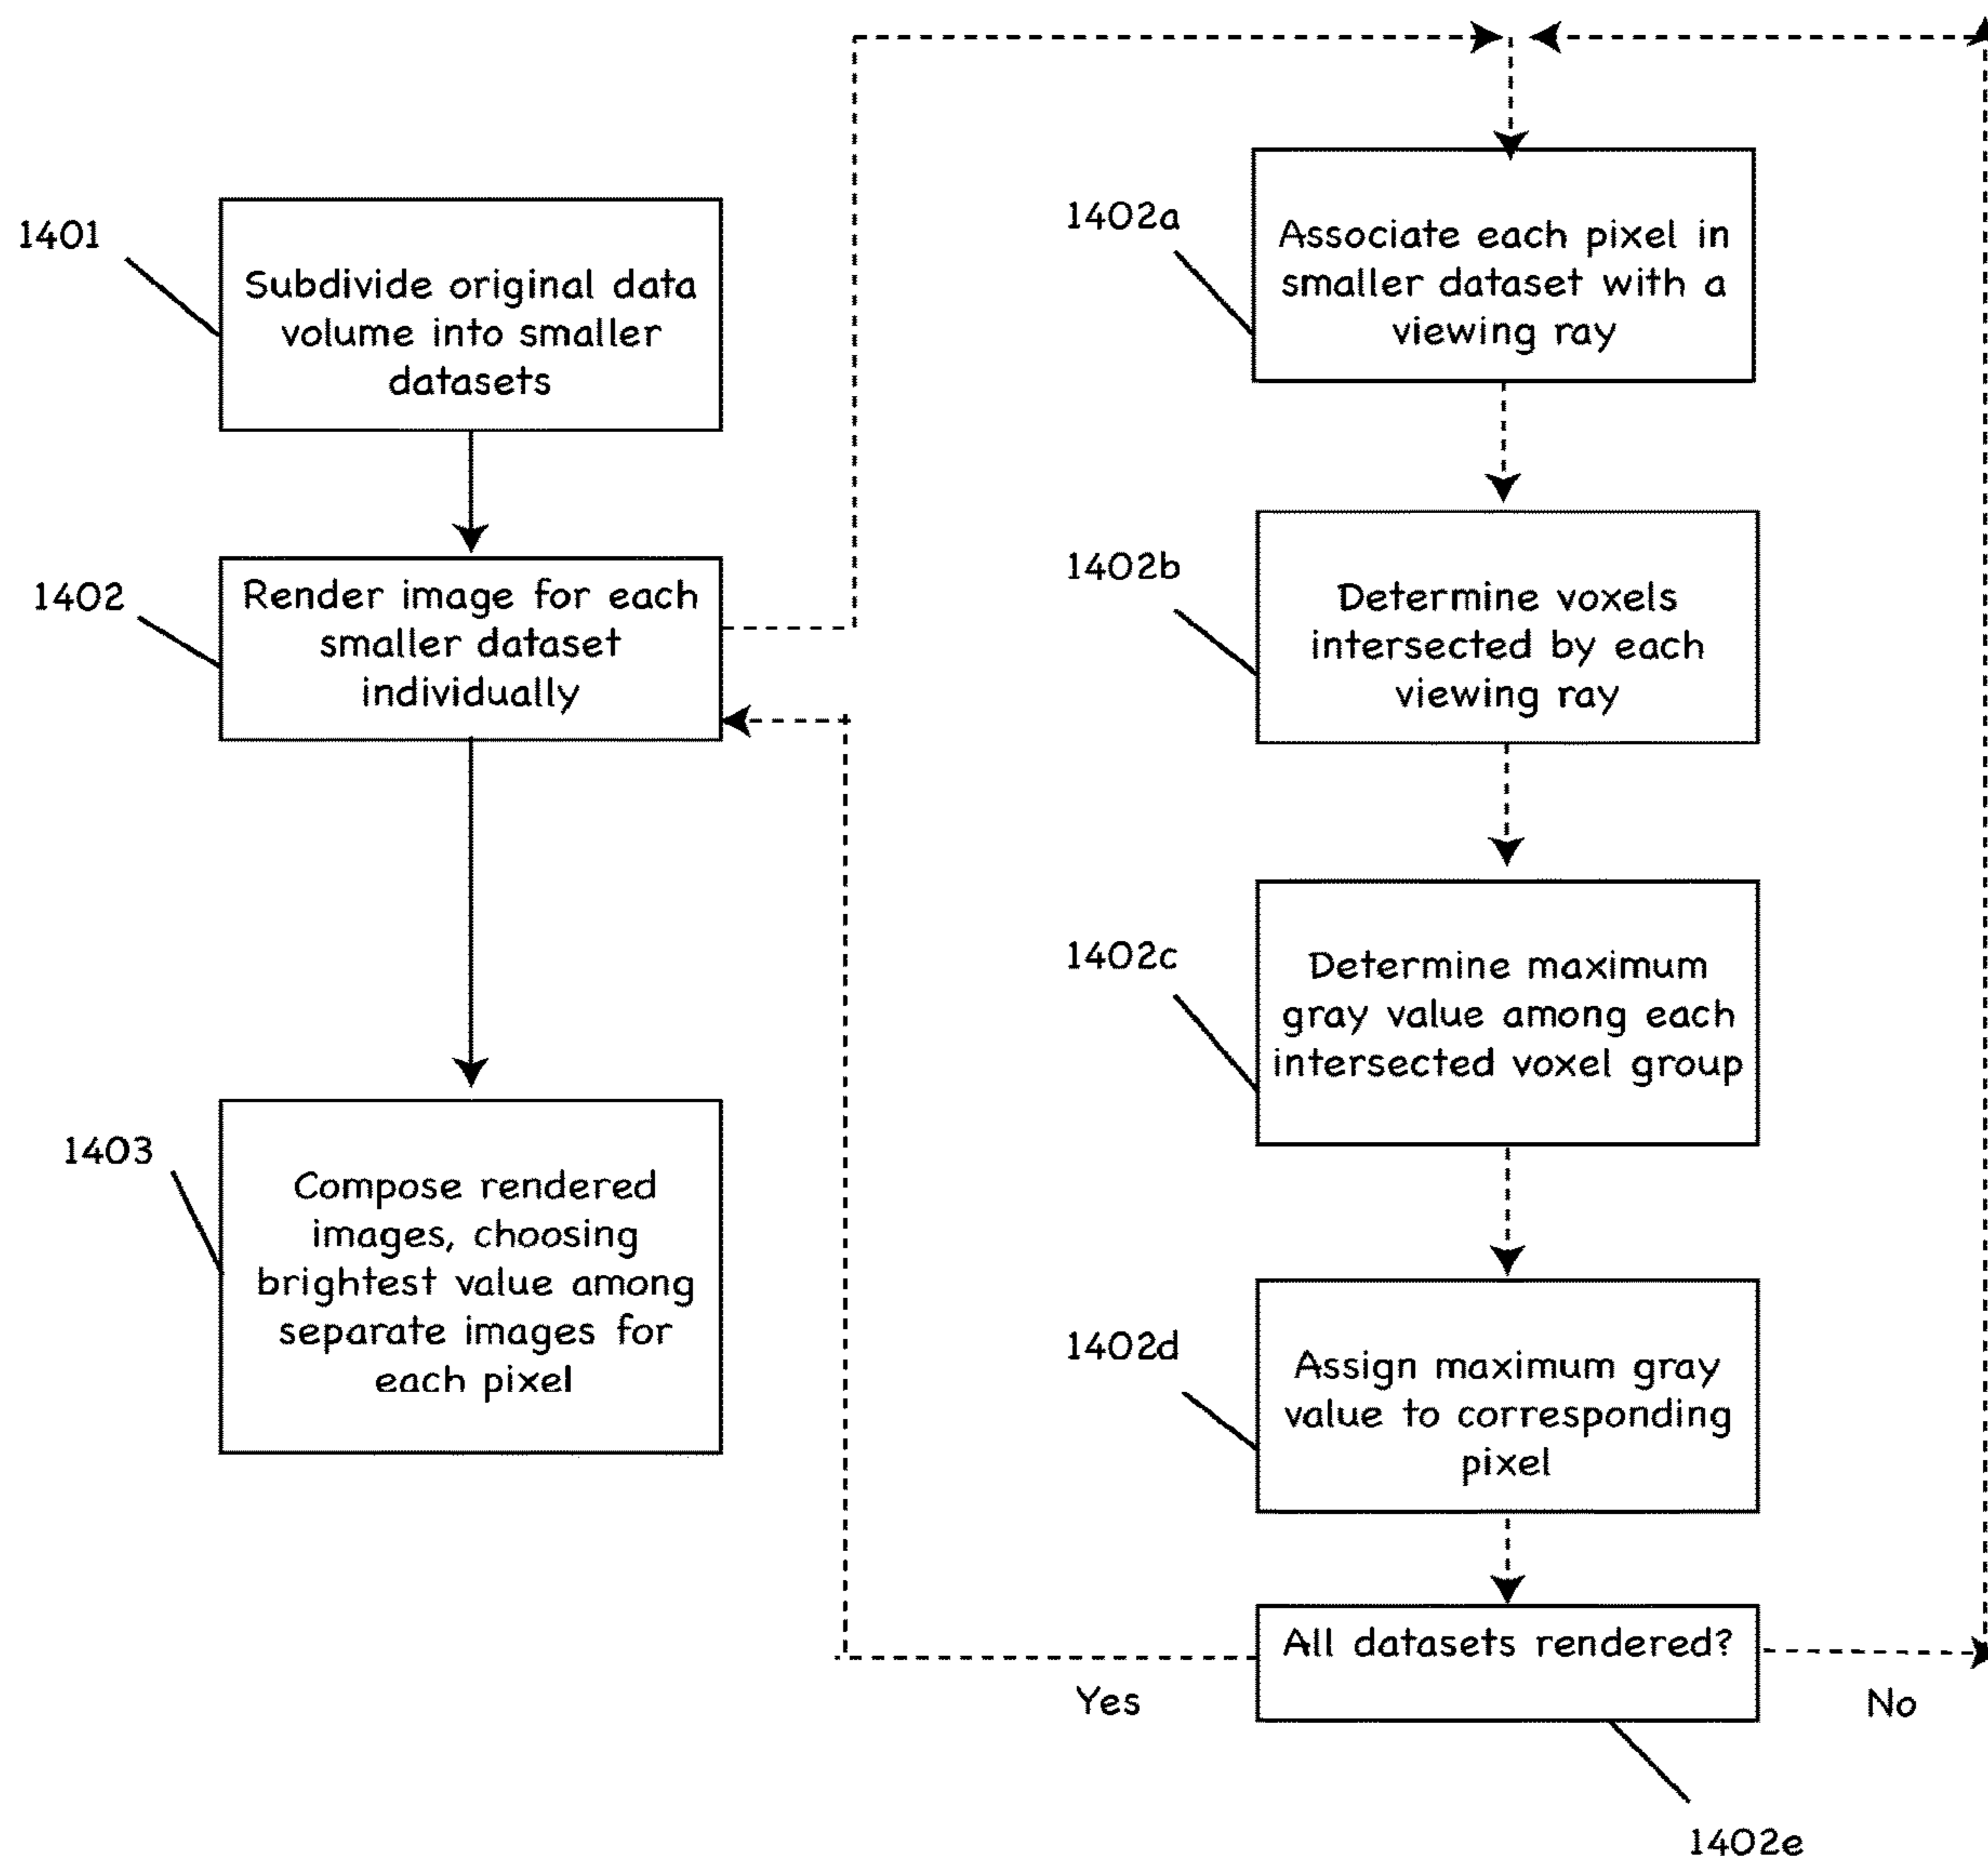 1401
Subdivide original data
volume into smaller
datasets
1402
Render image for each
smaller dataset
individually
1403
Compose rendered
images, choosing
brightest value among
separate images for
each pixel
1402a
Associate each pixel in
smaller dataset with a
viewing ray
1402b
Determine voxels
intersected by each
viewing ray
1402c
Determine maximum
gray value among each
intersected voxel group
1402d
Assign maximum gray
value to corresponding
pixel
All datasets rendered?
Yes
No
1402e